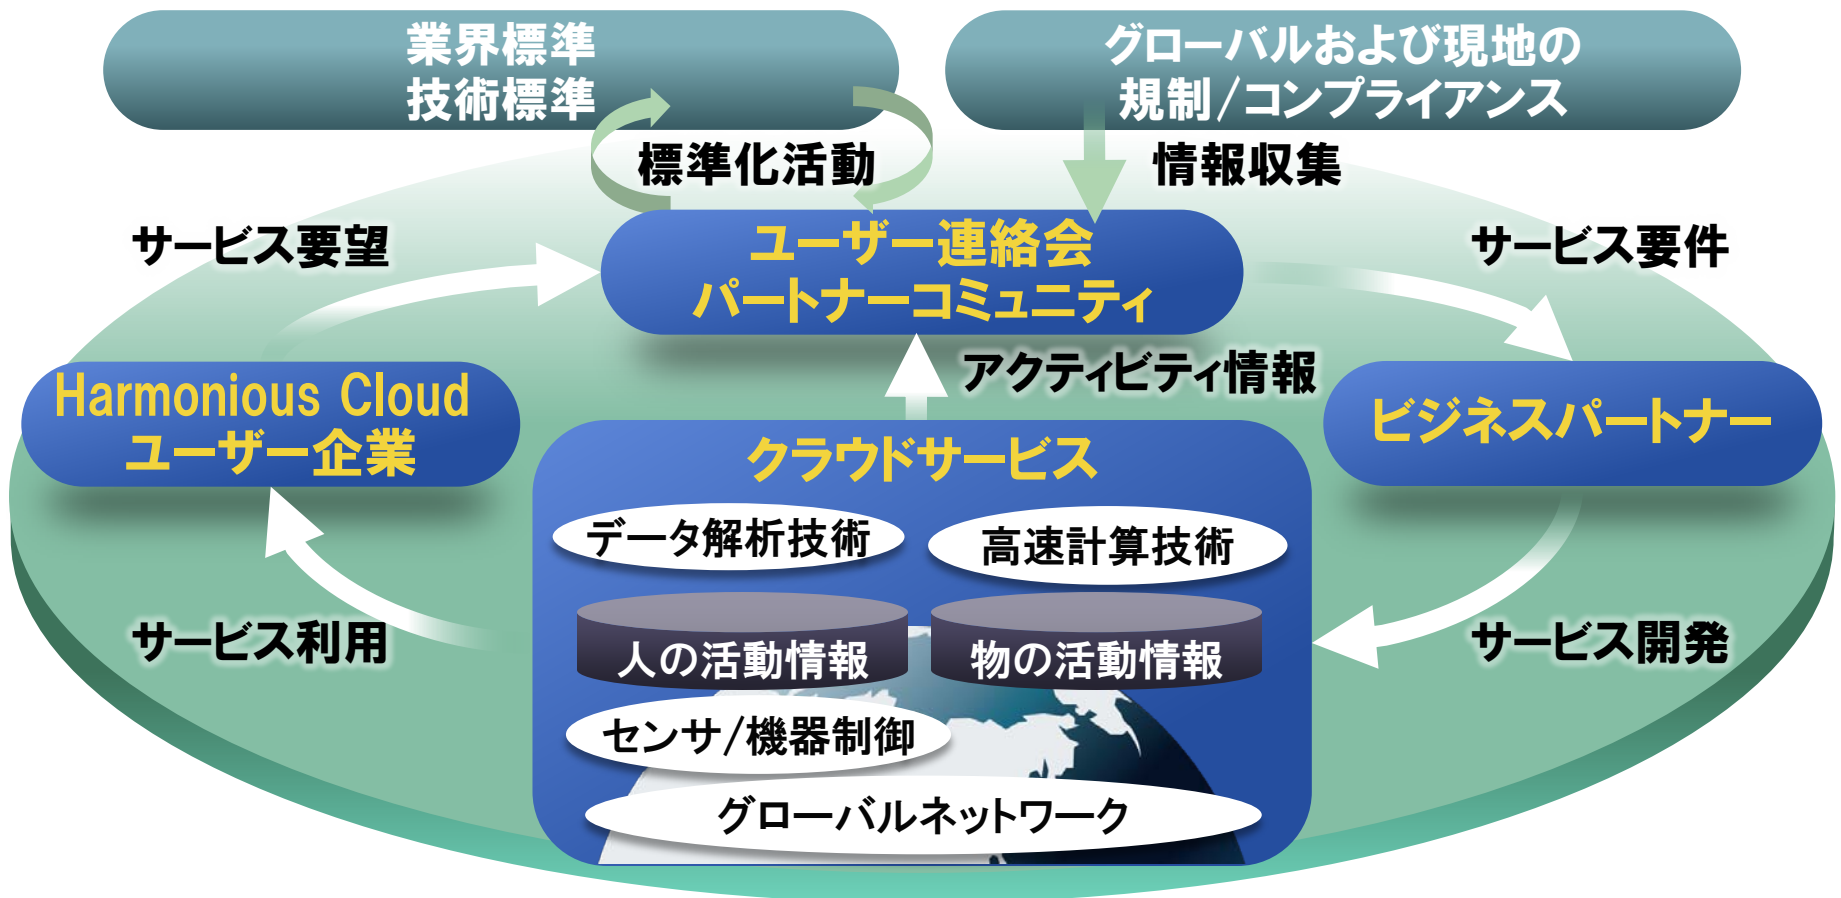 業界標準
技術標準
グローバルおよび現地の
規制/コンプライアンス
標準化活動
情報収集
サービス要望
ユーザー連絡会
パートナーコミュニティ
サービス要件
アクティビティ情報
Harmonious Cloud
ユーザー企業
ビジネスパートナー
クラウドサービス
データ解析技術
高速計算技術
サービス利用
人の活動情報
物の活動情報
サービス開発
センサ/機器制御
グローバルネットワーク